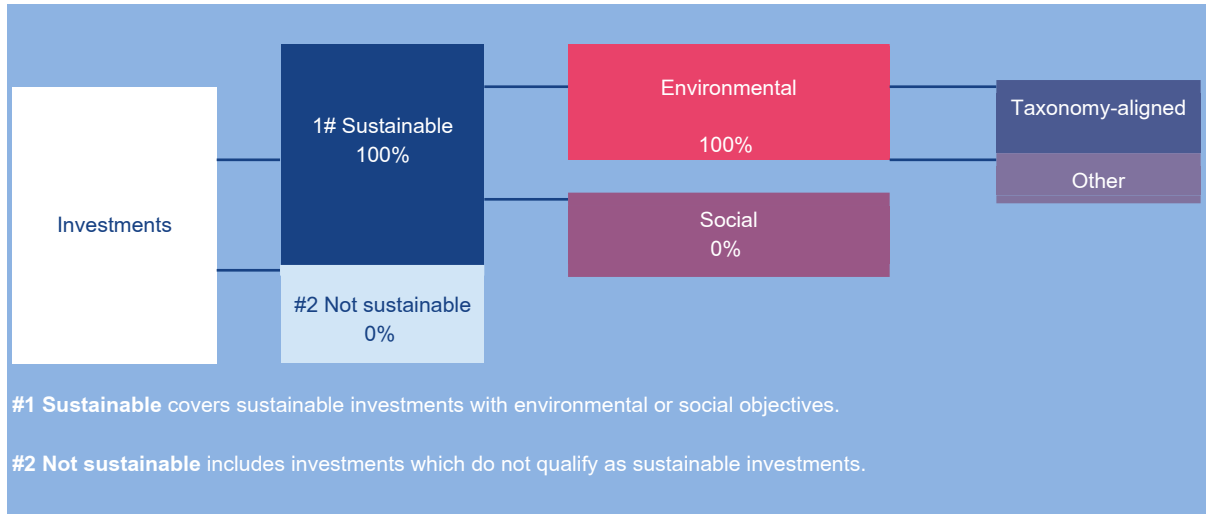 Investments
1# Sustainable
100%
#2 Not sustainable
0%
Environmental
100%
Social
0%
Taxonomy-aligned
Other
#1 Sustainable covers sustainable investments with environmental or social objectives.
#2 Not sustainable includes investments which do not qualify as sustainable investments.